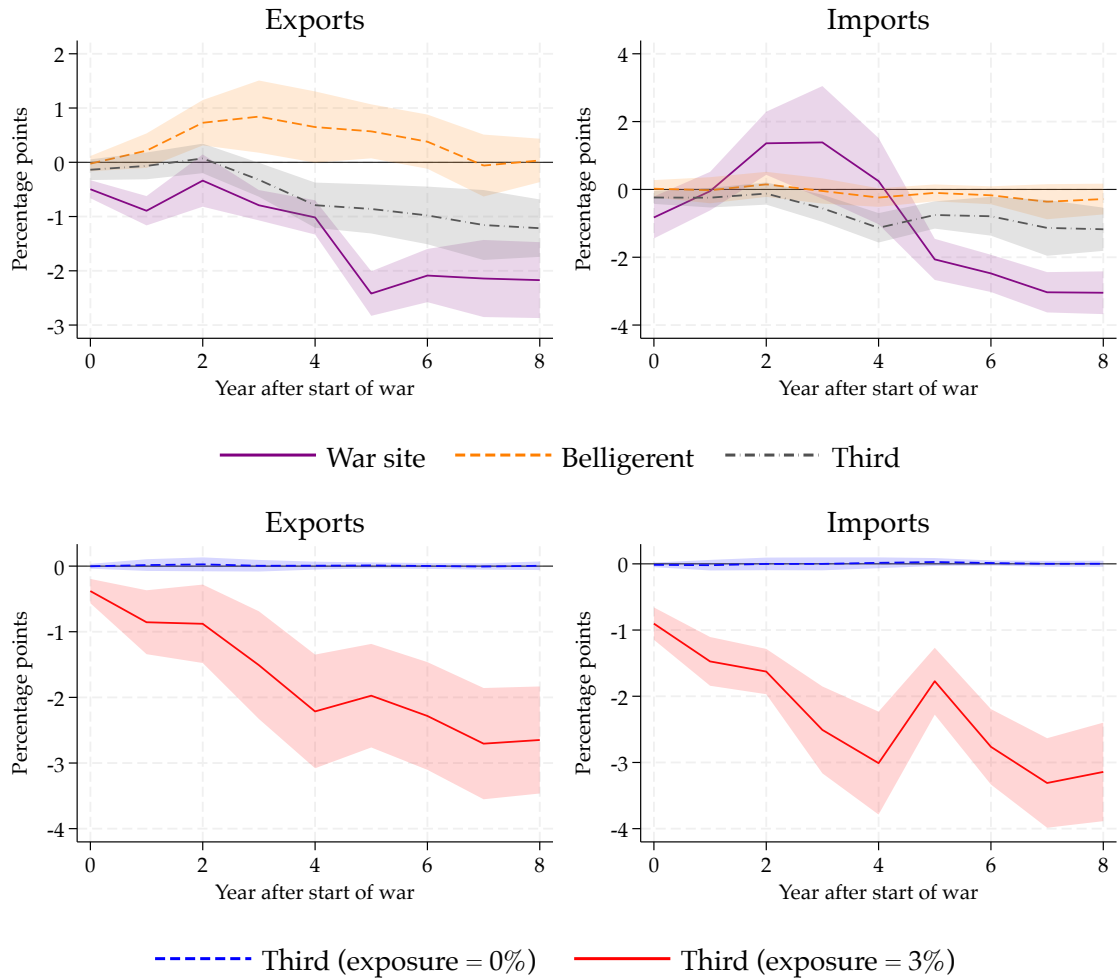 Exports
Imports
Percentage points
2
1
0
-1
-2
-3
0 2 4 6 8
Year after start of war
Percentage points
4
2
0
-2
-4
0 2 4 6 8
Year after start of war
War site Belligerent Third
Exports
Imports
Percentage points
0
-1
-2
-3
-4
0 2 4 6 8
Year after start of war
Percentage points
0
-1
-2
-3
-4
0 2 4 6 8
Year after start of war
Third (exposure = 0%) Third (exposure = 3%)